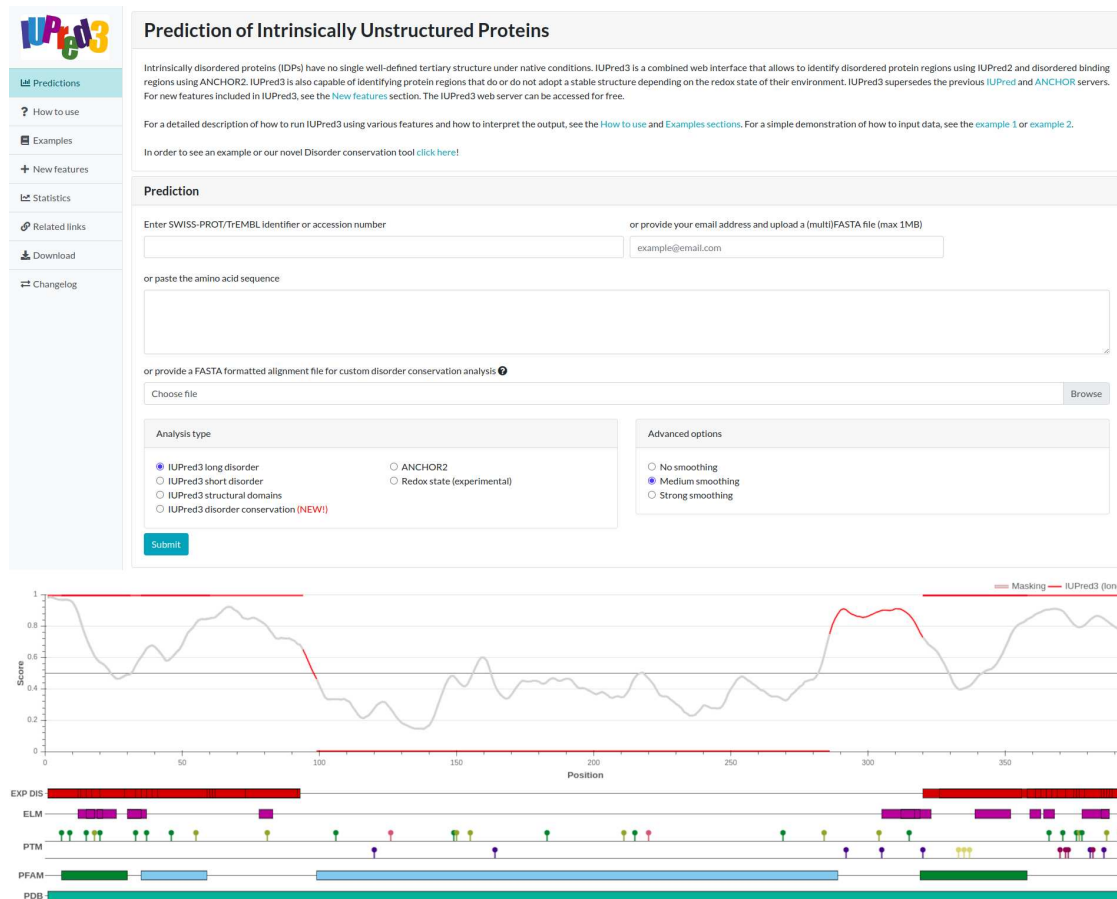 IUPred3
Prediction of Intrinsically Unstructured Proteins
Intrinsically disordered proteins (IDPs) have no single well-defined tertiary structure under native conditions. IUPred3 is a combined web interface that allows to identify disordered protein regions using IUPred2 and disordered binding
regions using ANCHOR2. IUPred3 is also capable of identifying protein regions that do or do not adopt a stable structure depending on the redox state of their environment. IUPred3 supersedes the previous IUPred and ANCHOR servers.
For new features included in IUPred3, see the New features section. The IUPred3 web server can be accessed for free.
For a detailed description of how to run IUPred3 using various features and how to interpret the output, see the How to use and Examples sections. For a simple demonstration of how to input data, see the example 1 or example 2.
In order to see an example or our novel Disorder conservation tool click here!
Predictions
? How to use
Examples
+ New features
Statistics
Related links
Download
Changelog
Prediction
Enter SWISS-PROT/TrEMBL identifier or accession number
or provide your email address and upload a (multi)FASTA file (max 1MB)
example@email.com
or paste the amino acid sequence
or provide a FASTA formatted alignment file for custom disorder conservation analysis ?
Choose file
Browse
Analysis type
IUPred3 long disorder
IUPred3 short disorder
IUPred3 structural domains
IUPred3 disorder conservation (NEW!)
ANCHOR2
Redox state (experimental)
Advanced options
No smoothing
Medium smoothing
Strong smoothing
Submit
Masking
IUPred3 (lon
Score
1
0.8
0.6
0.4
0.2
0
0 50 100 150 200 250 300 350
Position
EXP DIS
ELM
PTM
PFAM
PDB